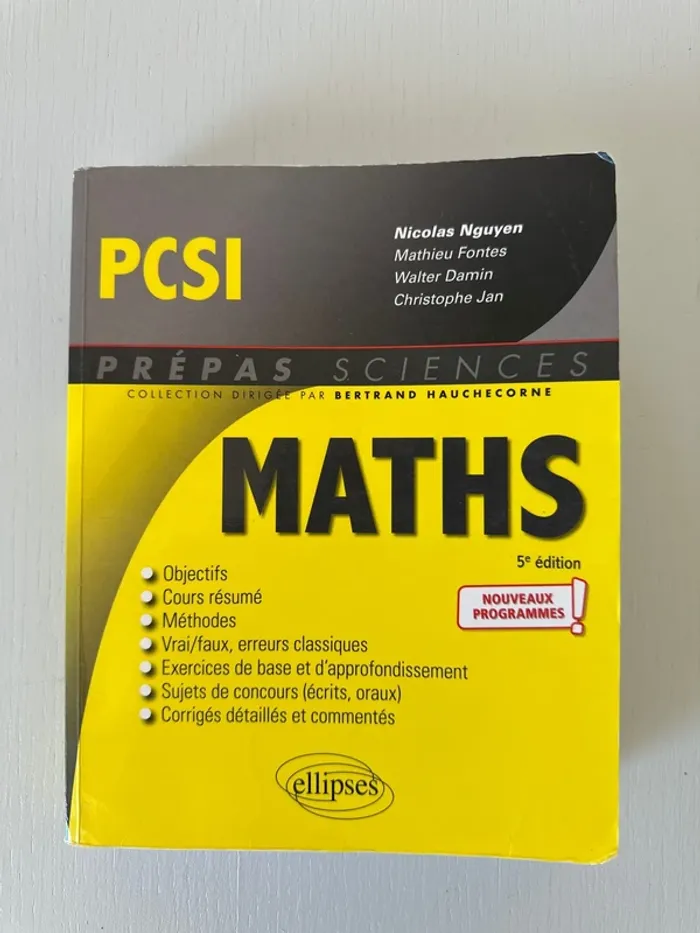 PCSI
Nicolas Nguyen
Mathieu Fontes
Walter Damin
Christophe Jan
PRÉPAS SCIENCES
COLLECTION DIRIGÉE PAR BERTRAND HAUCHECORNE
MATHS
5e édition
NOUVEAUX
PROGRAMMES !
Objectifs
Cours résumé
Méthodes
Vrai/faux, erreurs classiques
Exercices de base et d'approfondissement
Sujets de concours (écrits, oraux)
Corrigés détaillés et commentés
ellipses